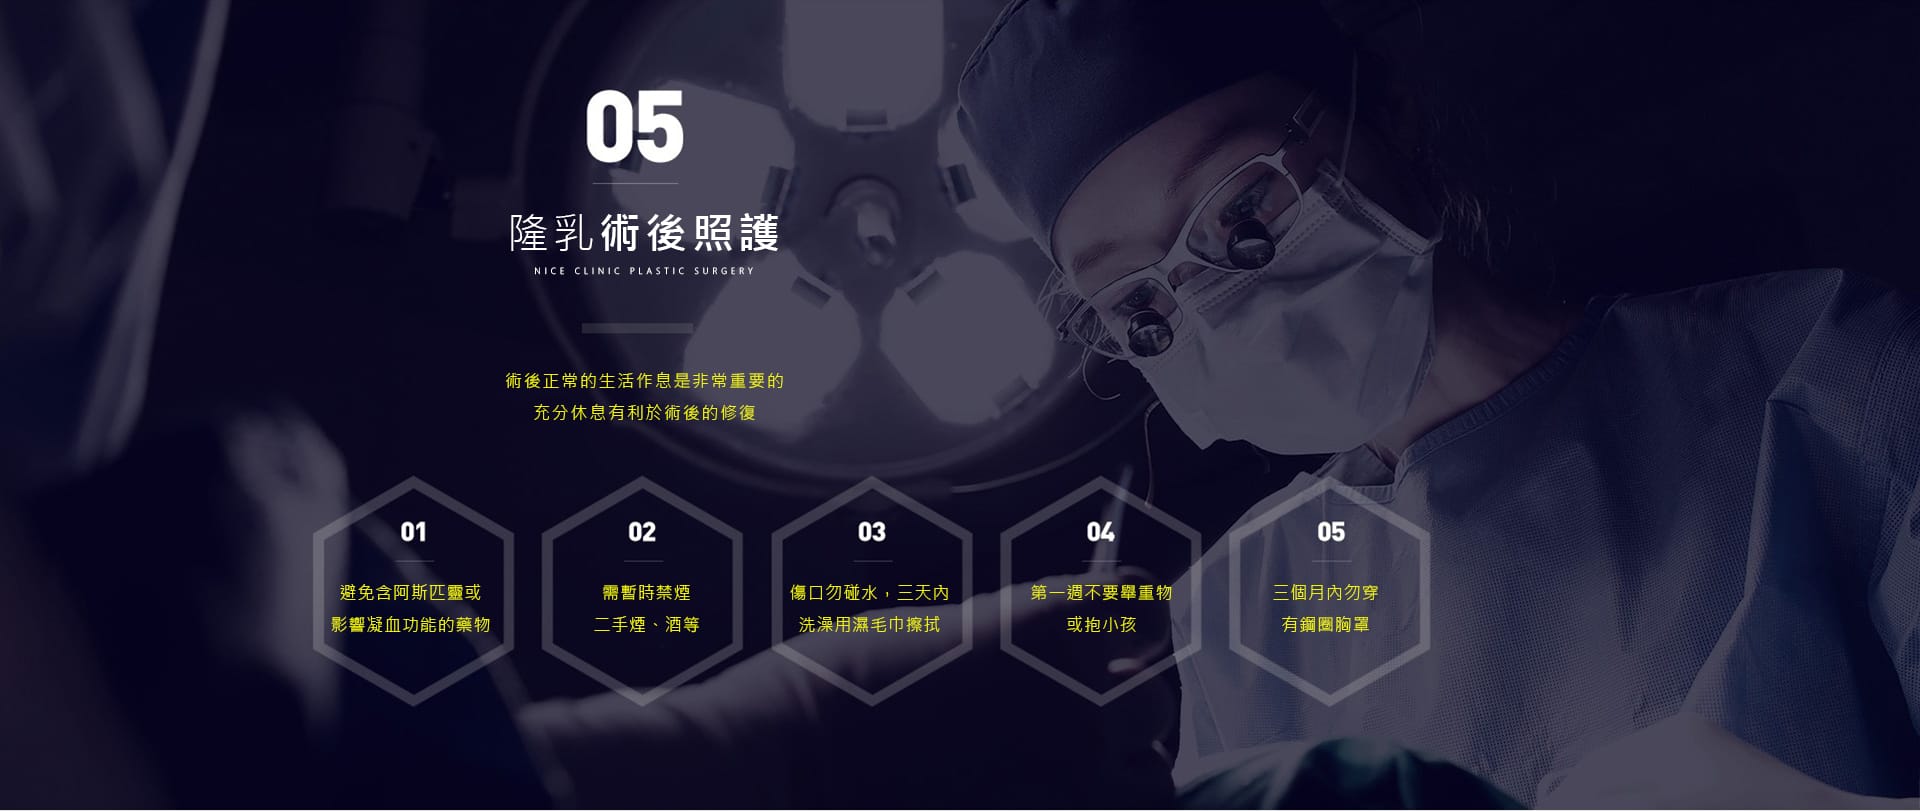 05
隆乳術後照護
NICE CLINIC PLASTIC SURGERY
術後正常的生活作息是非常重要的
充分休息有利於術後的修復
01
避免含阿斯匹靈或
影響凝血功能的藥物
02
需暫時禁煙
二手煙、酒等
03
傷口勿碰水，三天內
洗澡用濕毛巾擦拭
04
第一週不要舉重物
或抱小孩
05
三個月內勿穿
有鋼圈胸罩